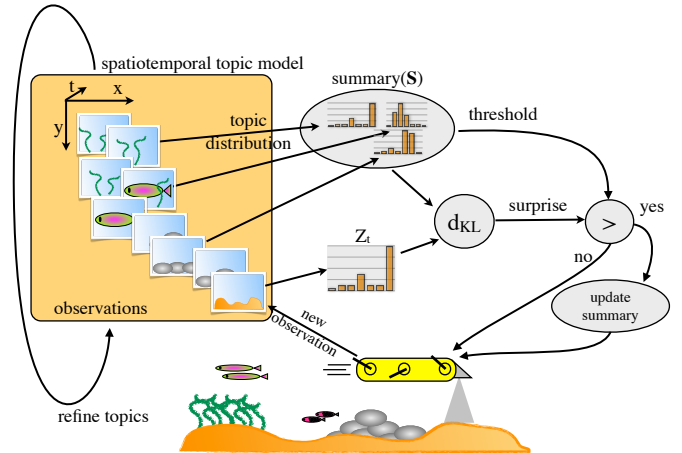 spatiotemporal topic model
t
x
y
summary(S)
topic
distribution
threshold
d_KL
surprise
>
yes
no
Z_t
update
summary
observations
new
observation
refine topics